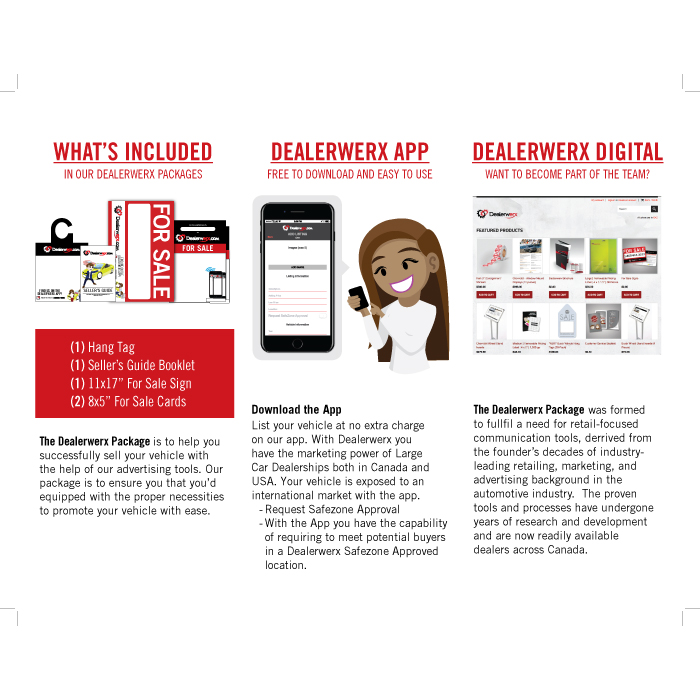 WHAT'S INCLUDED
IN OUR DEALERWERX PACKAGES
FOR SALE
Dealerwerx.com
Dealerwerx.com
FOR SALE
SELLER'S GUIDE
(1) Hang Tag
(1) Seller's Guide Booklet
(1) 11x17" For Sale Sign
(2) 8x5" For Sale Cards
The Dealerwerx Package is to help you
successfully sell your vehicle with
the help of our advertising tools. Our
package is to ensure you that you'd
equipped with the proper necessities
to promote your vehicle with ease.
DEALERWERX APP
FREE TO DOWNLOAD AND EASY TO USE
Dealerwerx.com
Download the App
List your vehicle at no extra charge
on our app. With Dealerwerx you
have the marketing power of Large
Car Dealerships both in Canada and
USA. Your vehicle is exposed to an
international market with the app.
- Request Safezone Approval
- With the App you have the capability
of requiring to meet potential buyers
in a Dealerwerx Safezone Approved
location.
DEALERWERX DIGITAL
WANT TO BECOME PART OF THE TEAM?
Dealerwerx
FEATURED PRODUCTS
The Dealerwerx Package was formed
to fullfil a need for retail-focused
communication tools, derrived from
the founder's decades of industry-
leading retailing, marketing, and
advertising background in the
automotive industry. The proven
tools and processes have undergone
years of research and development
and are now readily available
dealers across Canada.